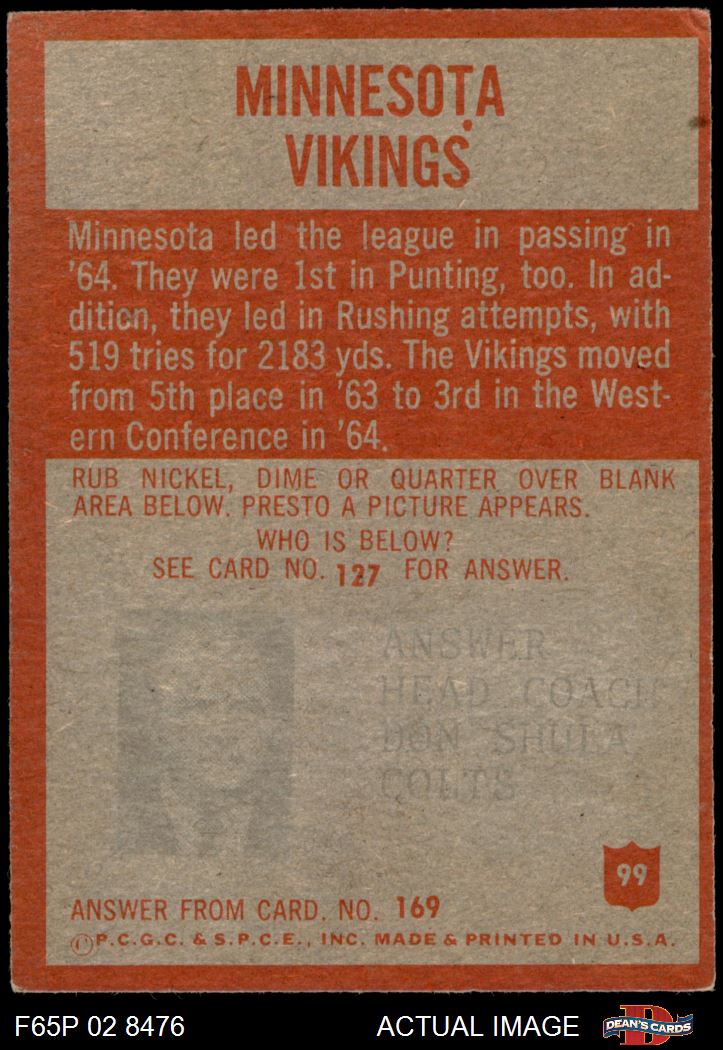 MINNESOTA
VIKINGS
Minnesota led the league in passing in
'64. They were 1st in Punting, too. In ad-
dition, they led in Rushing attempts, with
519 tries for 2183 yds. The Vikings moved
from 5th place in '63 to 3rd in the West-
ern Conference in '64.
RUB NICKEL, DIME OR QUARTER OVER BLANK
AREA BELOW. PRESTO A PICTURE APPEARS.
WHO IS BELOW?
SEE CARD NO. 127 FOR ANSWER.
ANSWER
HEAD COACH
DON SHULA
COLTS
99
ANSWER FROM CARD. NO. 169
©P.C.G.C. & S.P.C.E., INC. MADE & PRINTED IN U.S.A.
F65P 02 8476 ACTUAL IMAGE
D
DEAN'S CARDS